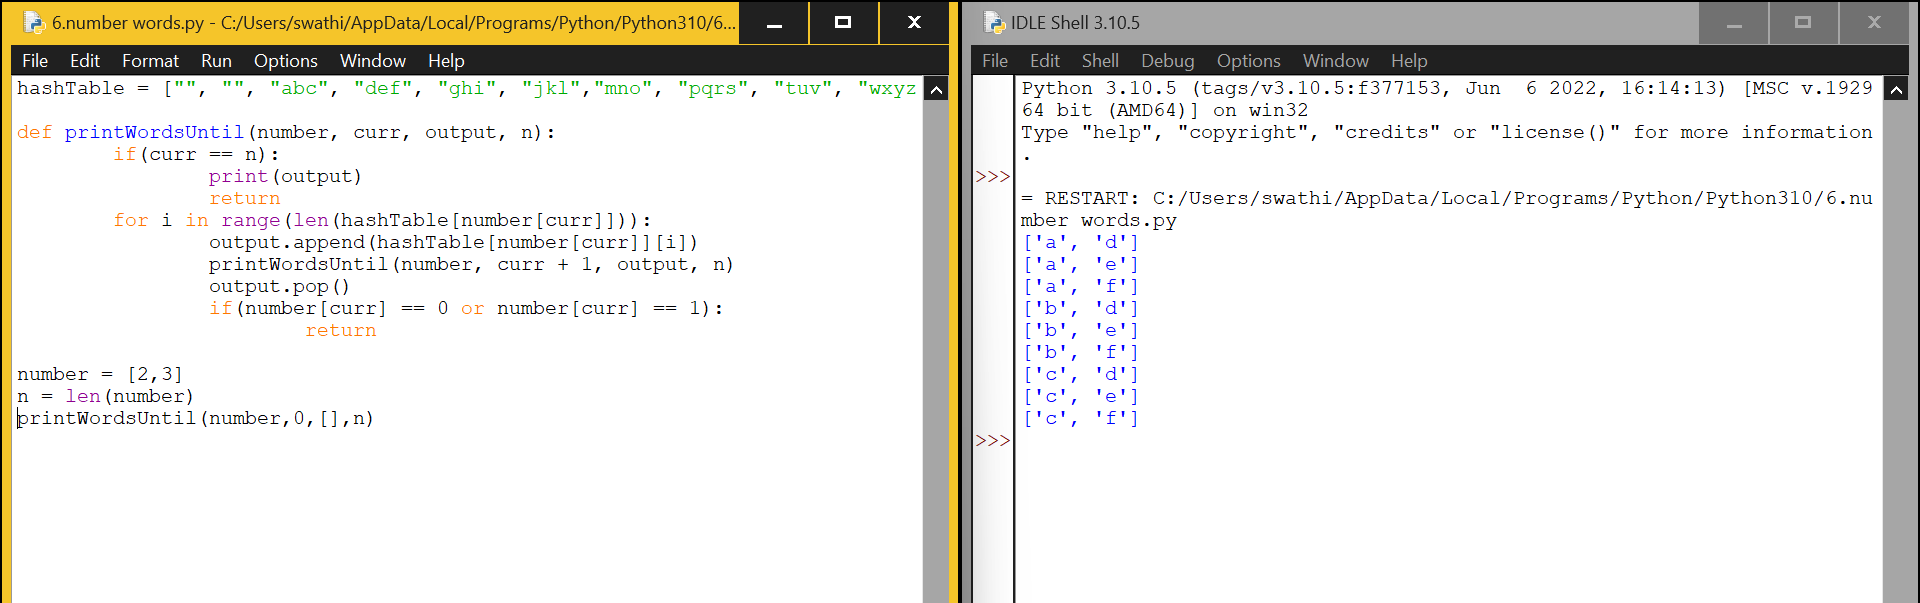 6.number words.py - C:/Users/swathi/AppData/Local/Programs/Python/Python310/6...
File Edit Format Run Options Window Help
hashTable = ["", "", "abc", "def", "ghi", "jkl","mno", "pqrs", "tuv", "wxyz
def printWordsUntil(number, curr, output, n):
        if(curr == n):
                print(output)
                return
        for i in range(len(hashTable[number[curr]])):
                output.append(hashTable[number[curr]][i])
                printWordsUntil(number, curr + 1, output, n)
                output.pop()
                if(number[curr] == 0 or number[curr] == 1):
                        return
number = [2,3]
n = len(number)
printWordsUntil(number,0,[],n)
IDLE Shell 3.10.5
File Edit Shell Debug Options Window Help
Python 3.10.5 (tags/v3.10.5:f377153, Jun  6 2022, 16:14:13) [MSC v.1929
64 bit (AMD64)] on win32
Type "help", "copyright", "credits" or "license()" for more information
.
>>>
= RESTART: C:/Users/swathi/AppData/Local/Programs/Python/Python310/6.nu
mber words.py
['a', 'd']
['a', 'e']
['a', 'f']
['b', 'd']
['b', 'e']
['b', 'f']
['c', 'd']
['c', 'e']
['c', 'f']
>>>